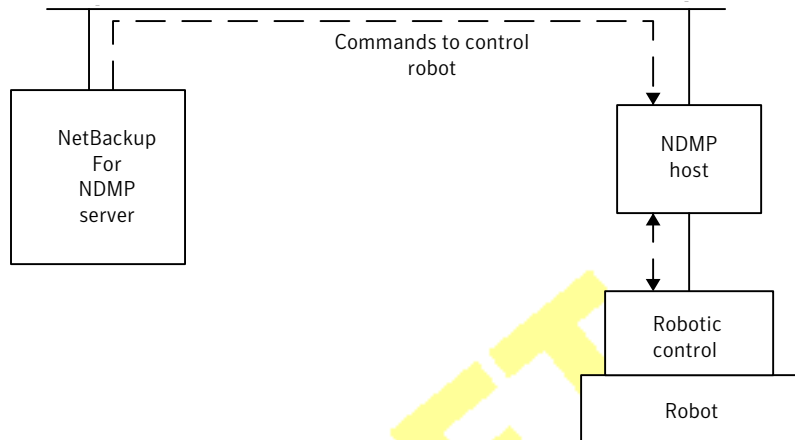 Commands to control
robot
NetBackup
For
NDMP
server
NDMP
host
Robotic
control
Robot